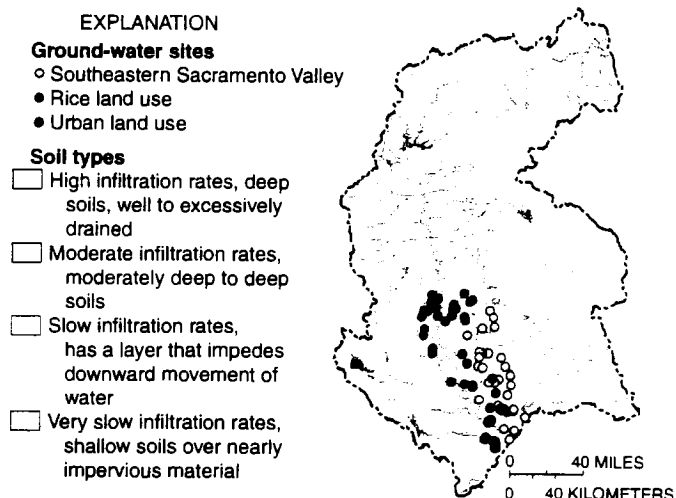 EXPLANATION
Ground-water sites
Southeastern Sacramento Valley
Rice land use
Urban land use
Soil types
High infiltration rates, deep
soils, well to excessively
drained
Moderate infiltration rates,
moderately deep to deep
soils
Slow infiltration rates,
has a layer that impedes
downward movement of
water
Very slow infiltration rates,
shallow soils over nearly
impervious material
0 40 MILES
0 40 KILOMETERS